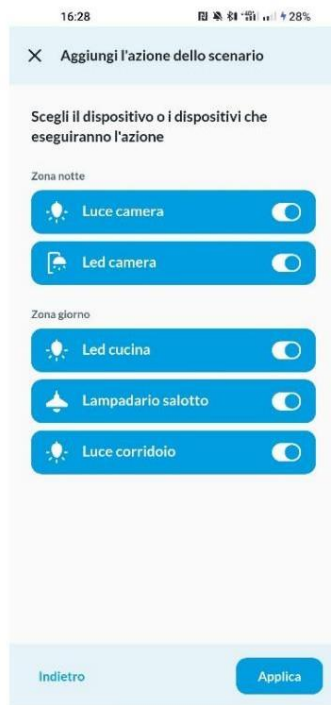 16:28
28%
Aggiungi l'azione dello scenario
Scegli il dispositivo o i dispositivi che
eseguiranno l'azione
Zona notte
Luce camera
Led camera
Zona giorno
Led cucina
Lampadario salotto
Luce corridoio
Indietro
Applica